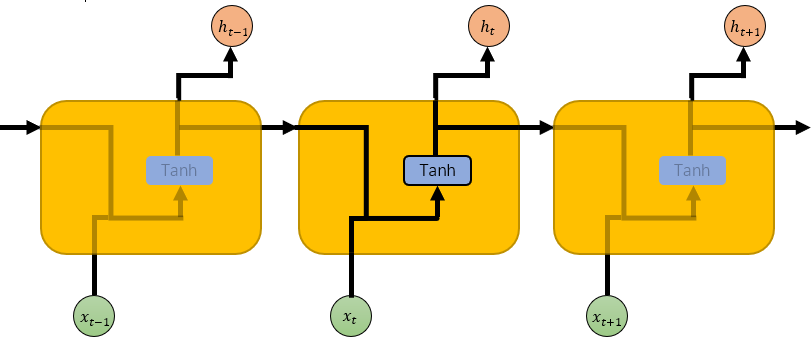 h_{t-1} h_t h_{t+1}
Tanh Tanh Tanh
x_{t-1} x_t x_{t+1}